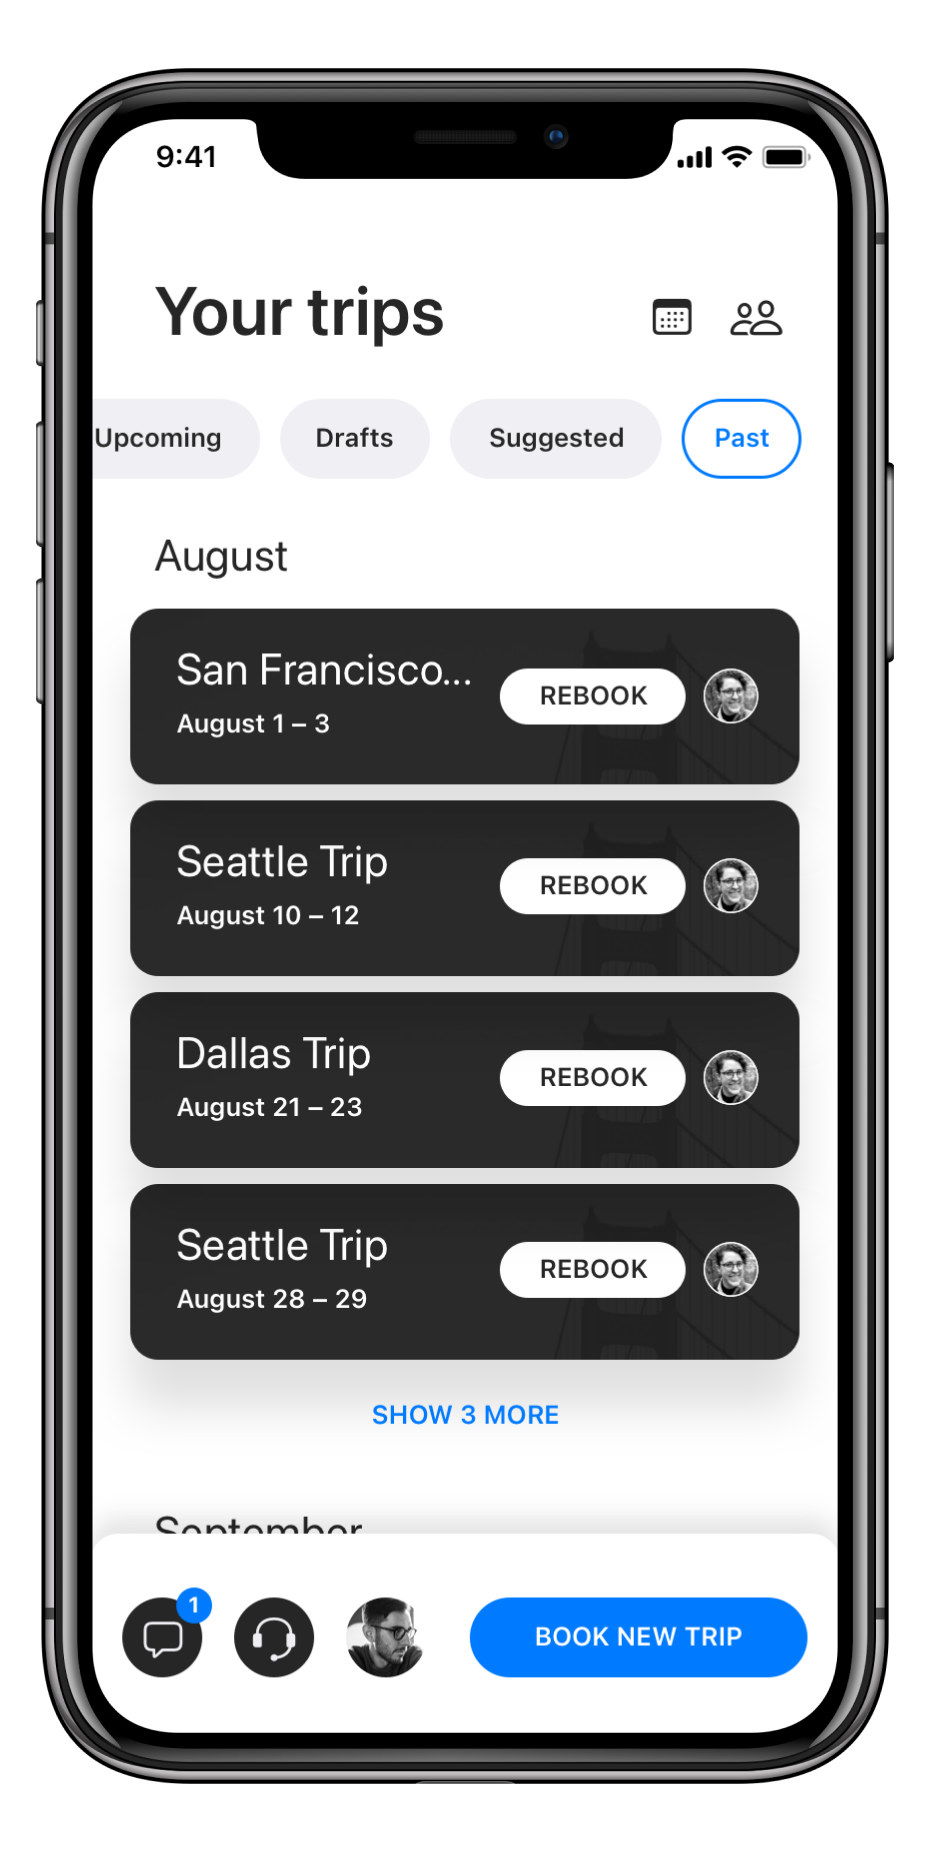 9:41
Your trips
Upcoming Drafts Suggested Past
August
San Francisco...
August 1 – 3
REBOOK
Seattle Trip
August 10 – 12
REBOOK
Dallas Trip
August 21 – 23
REBOOK
Seattle Trip
August 28 – 29
REBOOK
SHOW 3 MORE
September
1
BOOK NEW TRIP